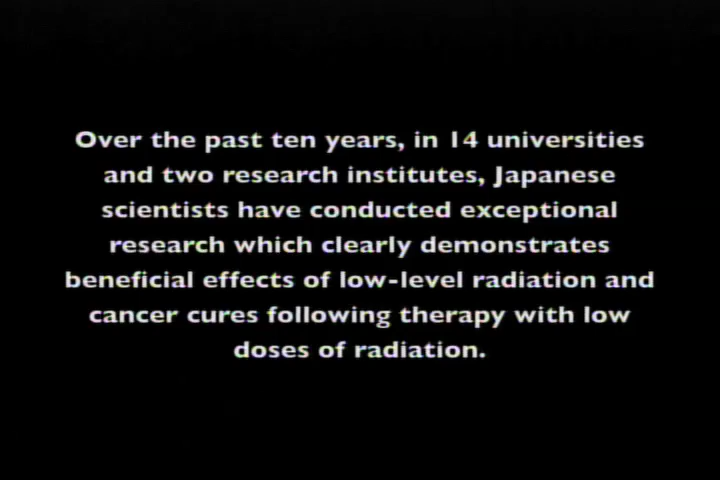 Over the past ten years, in 14 universities
and two research institutes, Japanese
scientists have conducted exceptional
research which clearly demonstrates
beneficial effects of low-level radiation and
cancer cures following therapy with low
doses of radiation.